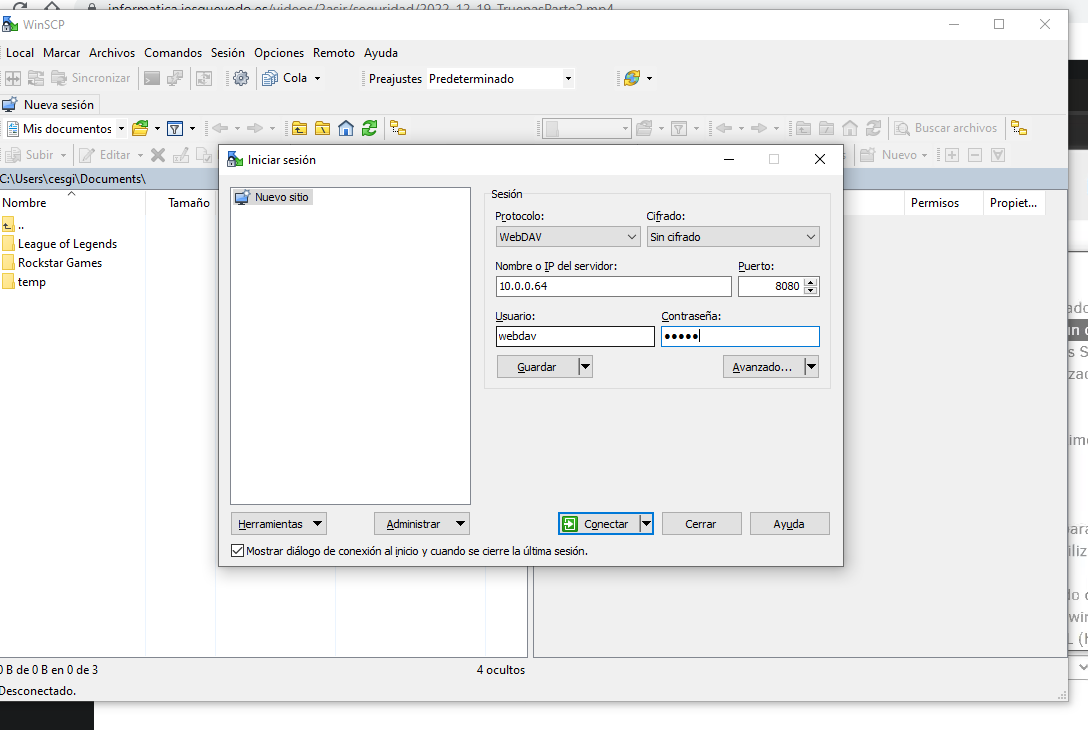 informatica.iesquevedo.es/videos/2asir/seguridad/2022-12-19-TruenasParte2.mp4
WinSCP
Local Marcar Archivos Comandos Sesión Opciones Remoto Ayuda
Sincronizar Cola Preajustes Predeterminado
Nueva sesión
Mis documentos Buscar archivos
Subir Editar Nuevo
C:\Users\cesgi\Documents\
Nombre Tamaño Permisos Propiet...
..
League of Legends
Rockstar Games
temp
Iniciar sesión
Nuevo sitio
Sesión
Protocolo: Cifrado:
WebDAV Sin cifrado
Nombre o IP del servidor: Puerto:
10.0.0.64 8080
Usuario: Contraseña:
webdav •••••
Guardar Avanzado...
Herramientas Administrar Conectar Cerrar Ayuda
Mostrar diálogo de conexión al inicio y cuando se cierre la última sesión.
0 B de 0 B en 0 de 3 4 ocultos
Desconectado.